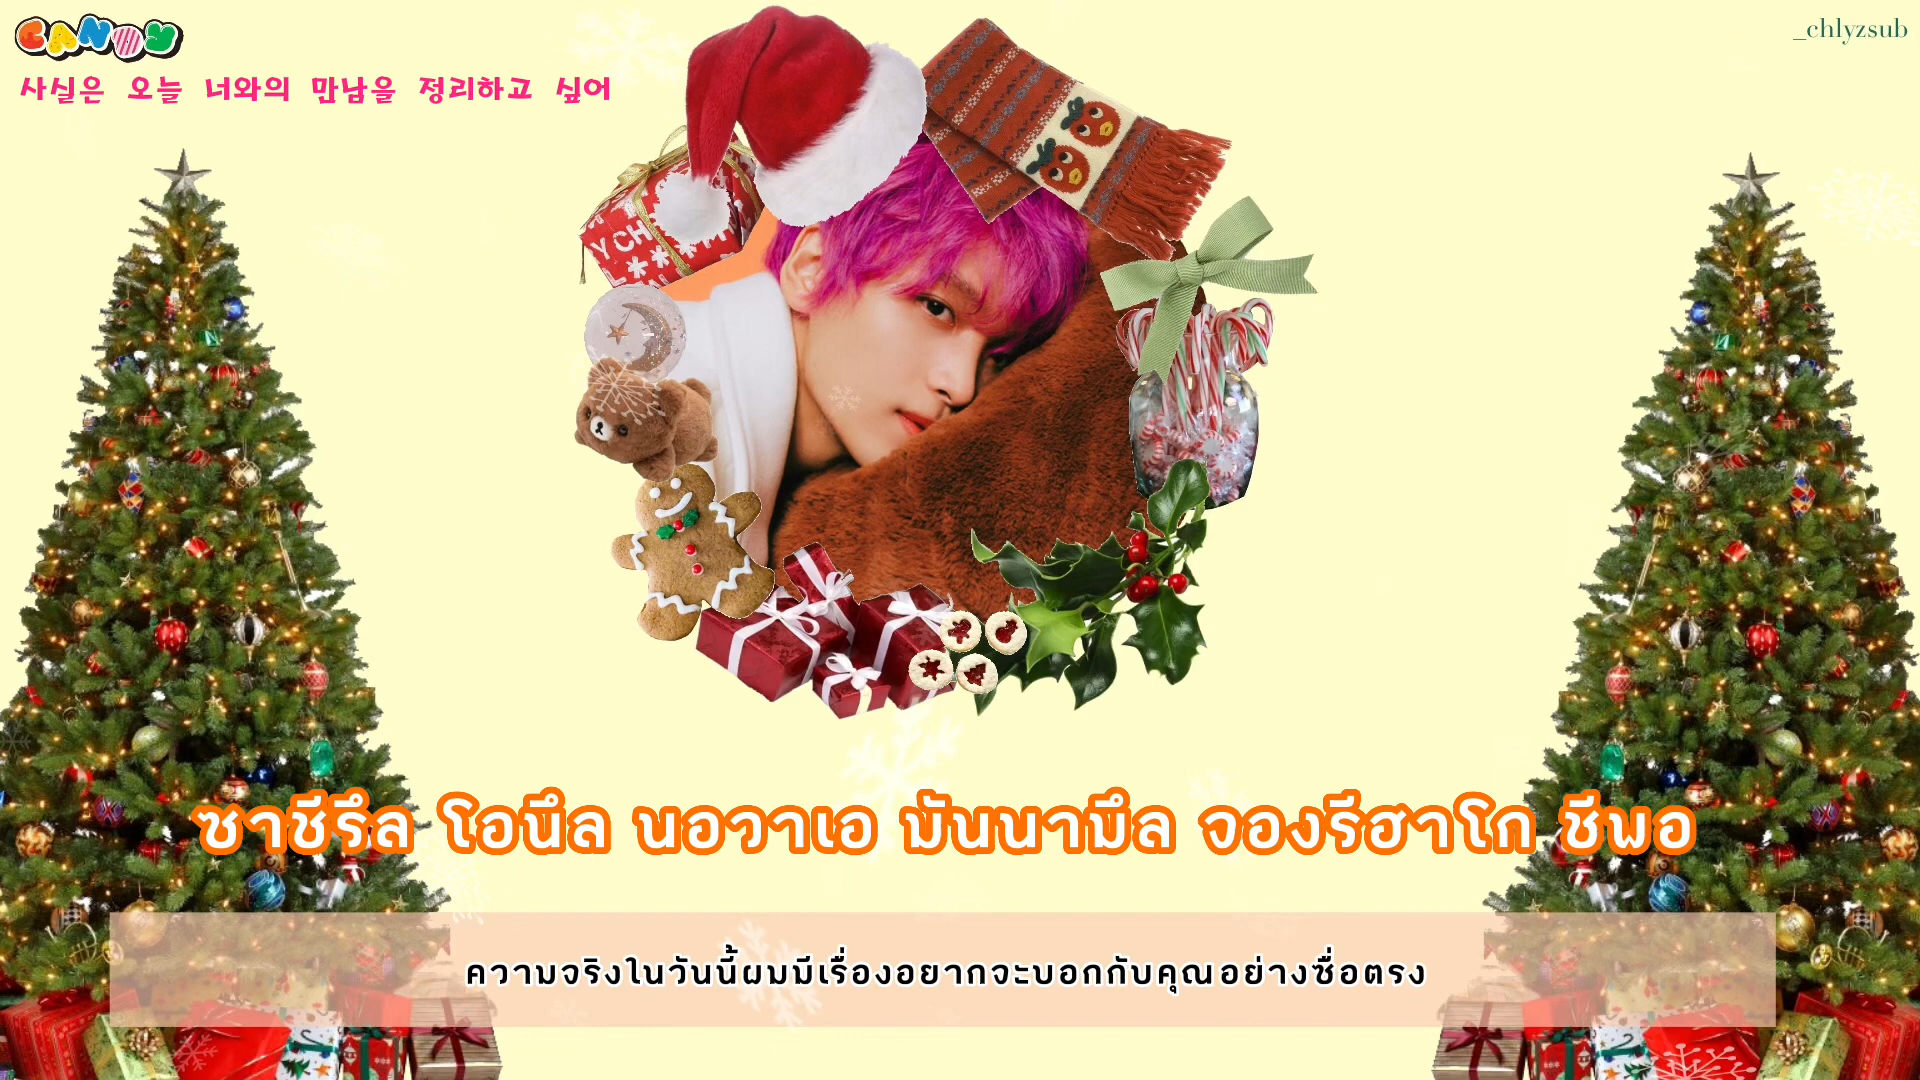 CANDY
_chlyzsub
사실은 오늘 너와의 만남을 정리하고 싶어
YCH
ซาชีรึล โอนึล นอวาเอ มันนามึล จองรีฮาโก ชีพอ
ความจริงในวันนี้ผมมีเรื่องอยากจะบอกกับคุณอย่างซื่อตรง